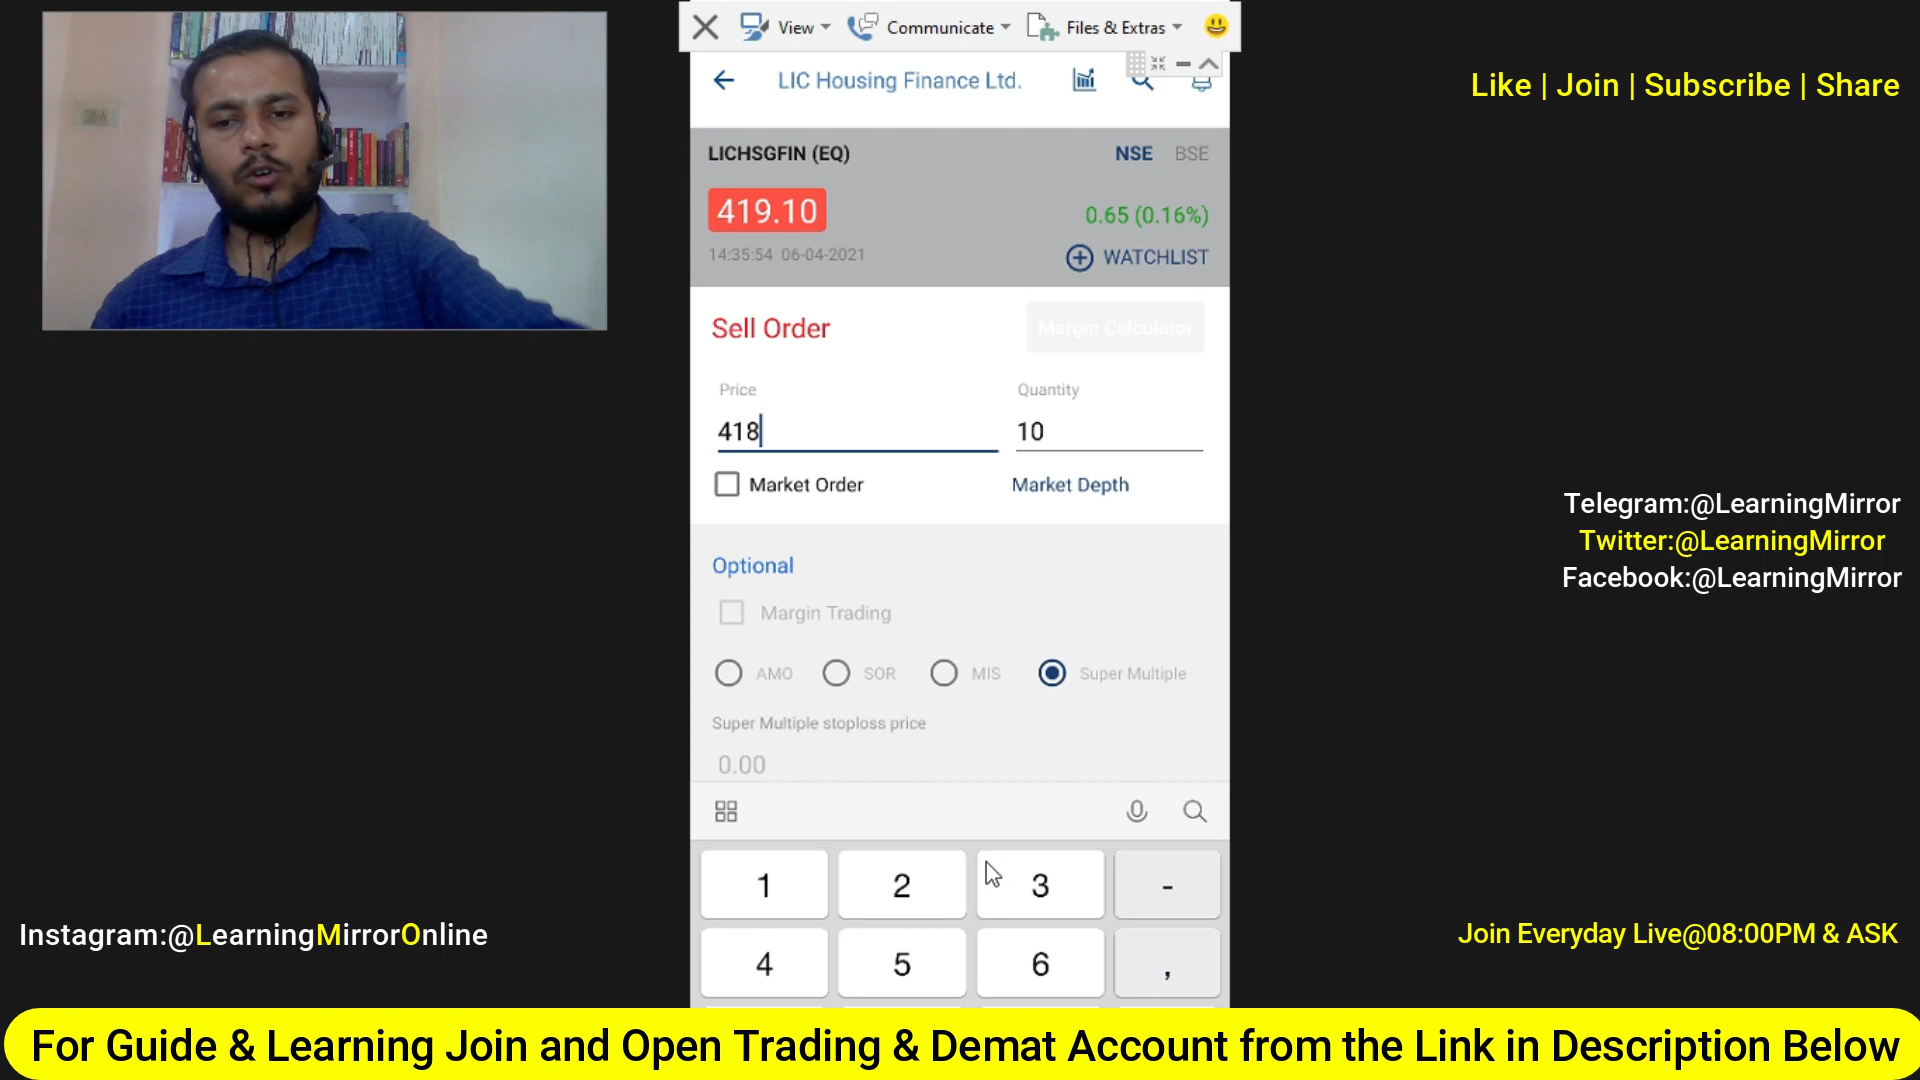 View
Communicate
Files & Extras
LIC Housing Finance Ltd.
Like | Join | Subscribe | Share
LICHSGFIN (EQ)
NSE BSE
419.10
0.65 (0.16%)
14:35:54 06-04-2021
WATCHLIST
Sell Order
Margin Calculator
Price
Quantity
418
10
Market Order
Market Depth
Telegram:@LearningMirror
Twitter:@LearningMirror
Facebook:@LearningMirror
Optional
Margin Trading
AMO SOR MIS Super Multiple
Super Multiple stoploss price
0.00
1 2 3 -
4 5 6 ,
Instagram:@LearningMirrorOnline
Join Everyday Live@08:00PM & ASK
For Guide & Learning Join and Open Trading & Demat Account from the Link in Description Below